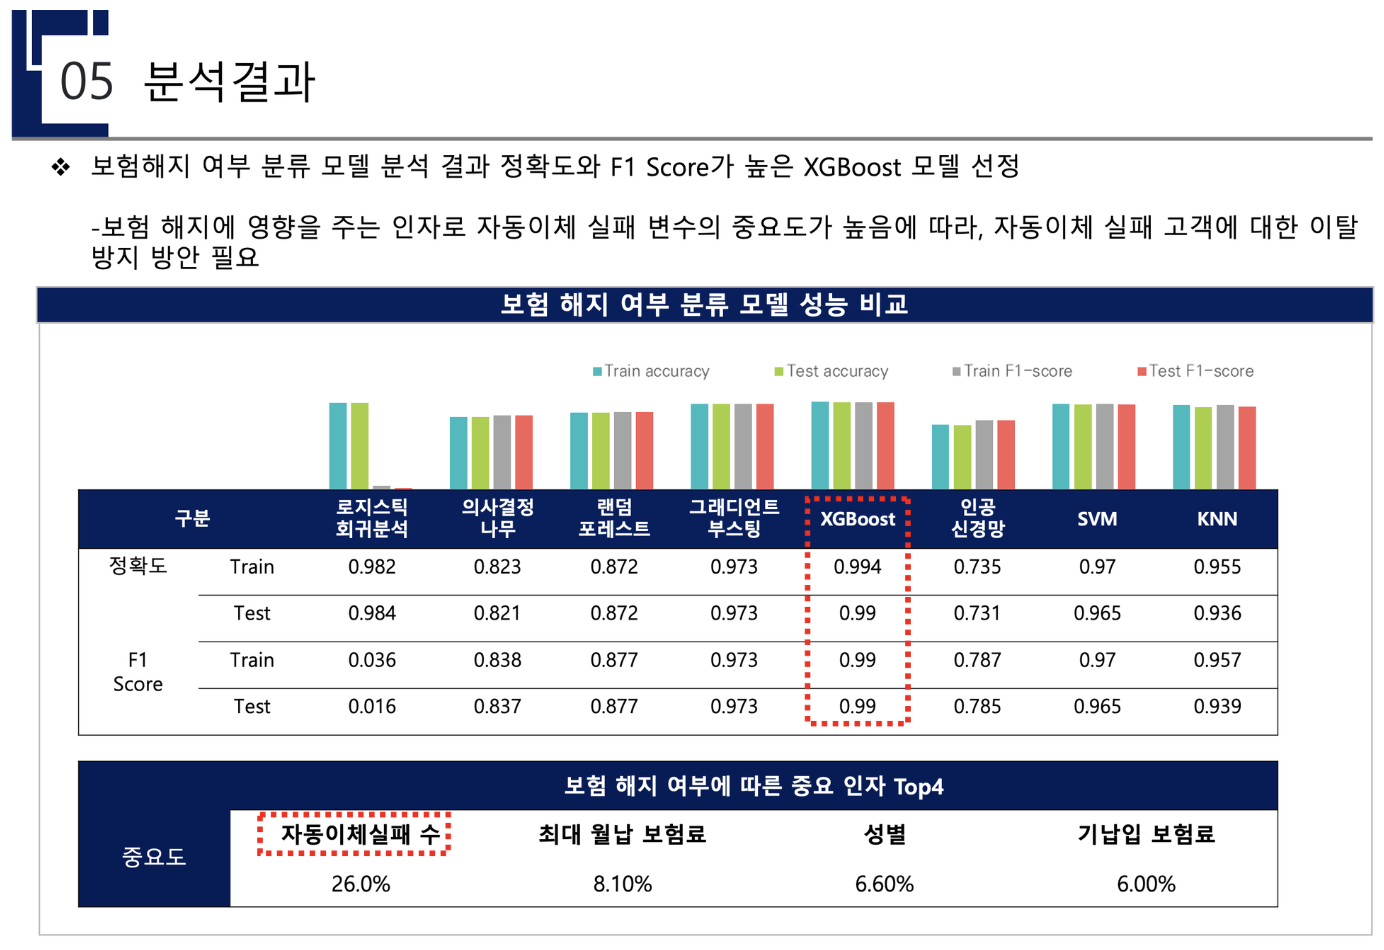 05 분석결과
❖ 보험해지 여부 분류 모델 분석 결과 정확도와 F1 Score가 높은 XGBoost 모델 선정
-보험 해지에 영향을 주는 인자로 자동이체 실패 변수의 중요도가 높음에 따라, 자동이체 실패 고객에 대한 이탈
방지 방안 필요
보험 해지 여부 분류 모델 성능 비교
Train accuracy Test accuracy Train F1-score Test F1-score
구분 로지스틱 회귀분석 의사결정 나무 랜덤 포레스트 그래디언트 부스팅 XGBoost 인공 신경망 SVM KNN
정확도 Train 0.982 0.823 0.872 0.973 0.994 0.735 0.97 0.955
Test 0.984 0.821 0.872 0.973 0.99 0.731 0.965 0.936
F1 Score Train 0.036 0.838 0.877 0.973 0.99 0.787 0.97 0.957
Test 0.016 0.837 0.877 0.973 0.99 0.785 0.965 0.939
보험 해지 여부에 따른 중요 인자 Top4
중요도
자동이체실패 수 최대 월납 보험료 성별 기납입 보험료
26.0% 8.10% 6.60% 6.00%